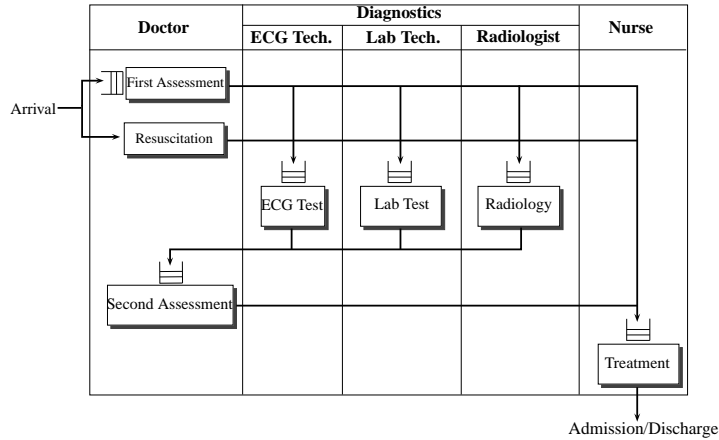 Diagnostics
Doctor
Nurse
ECG Tech.
Lab Tech.
Radiologist
First Assessment
Arrival
Resuscitation
ECG Test
Lab Test
Radiology
Second Assessment
Treatment
Admission/Discharge